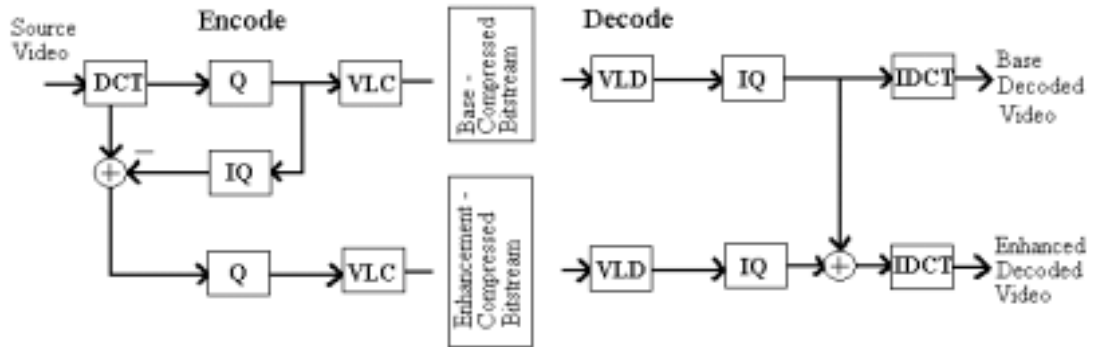 Encode
Decode
Source
Video
DCT
Q
VLC
Base -
Compressed
Bitstream
VLD
IQ
IDCT
Base
Decoded
Video
−
+
IQ
Q
VLC
Enhancement -
Compressed
Bitstream
VLD
IQ
+
IDCT
Enhanced
Decoded
Video